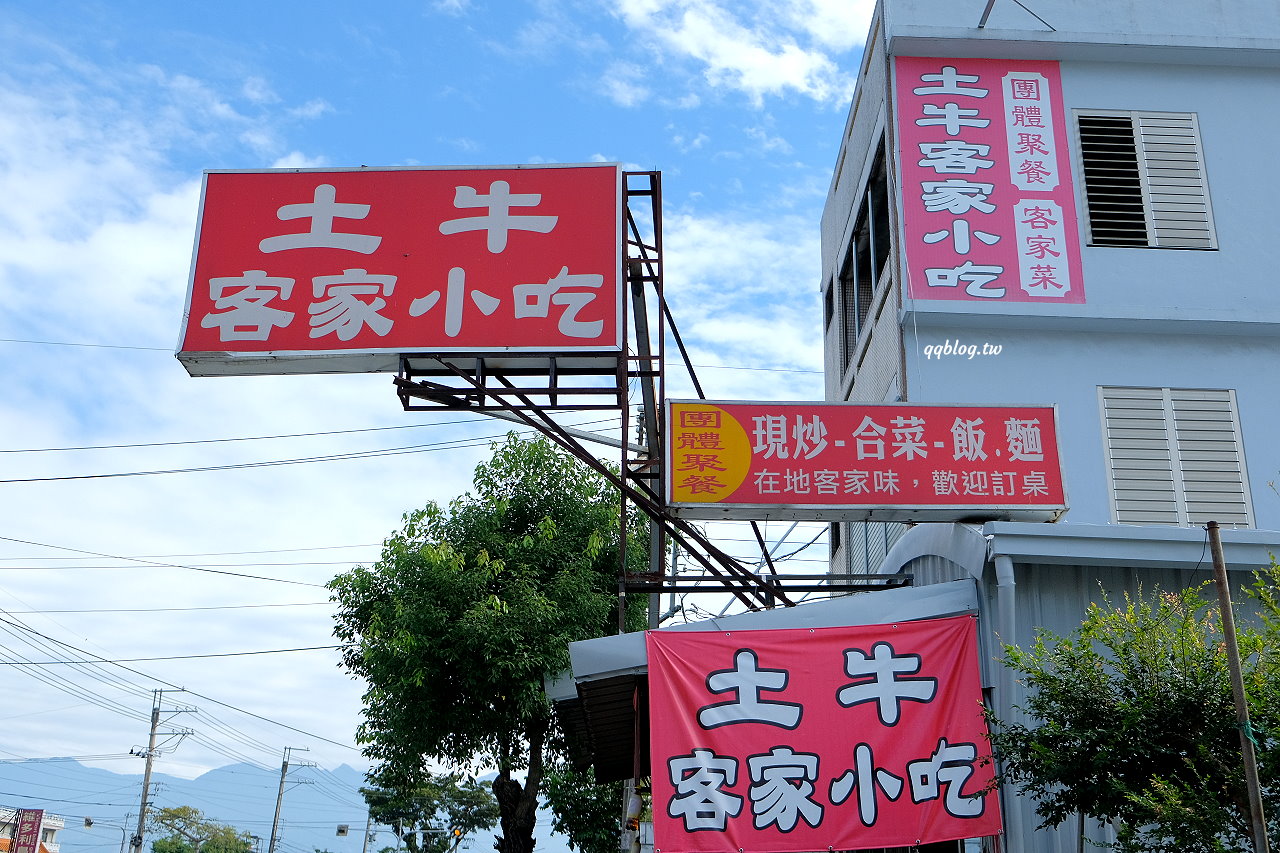 土牛
客家小吃
土牛客家小吃
團體聚餐
客家菜
qqblog.tw
團體聚餐
現炒-合菜-飯.麵
在地客家味，歡迎訂桌
土牛
客家小吃